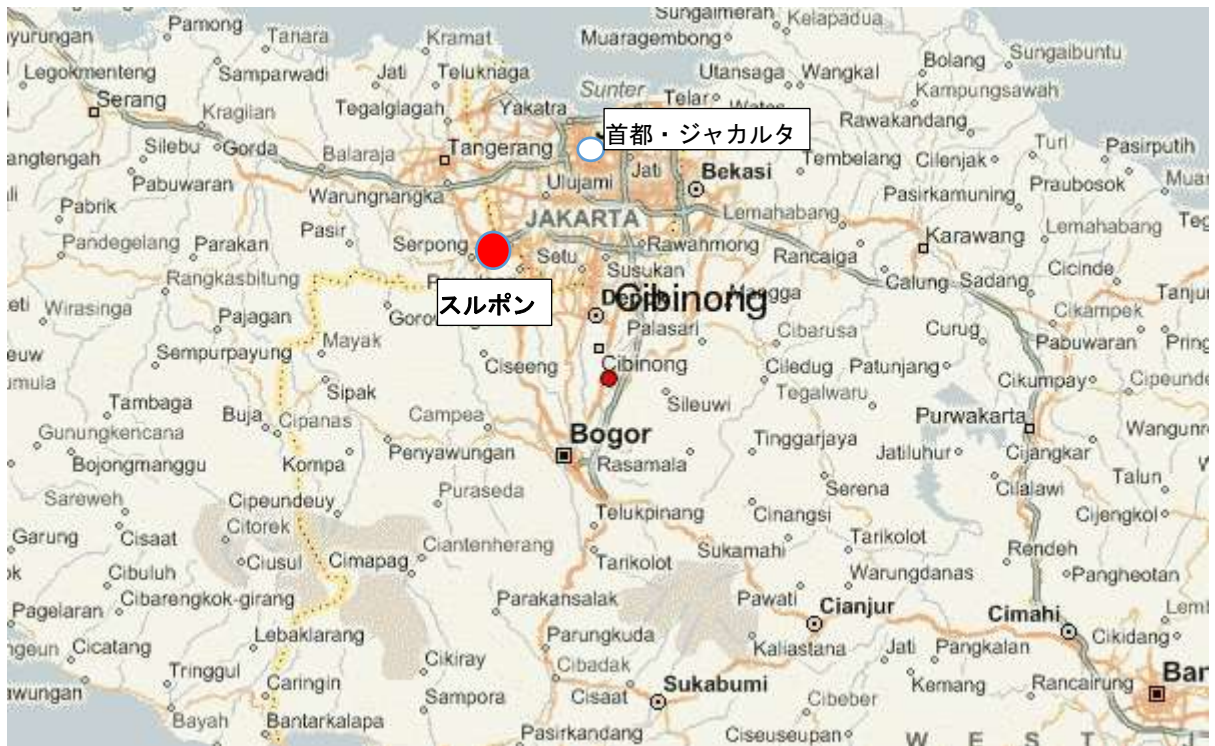 Sungaimerah
Kelapadua
Pamong
Tanara
Kramat
Muaragembong
Sungaibuntu
Bolang
Legokmenteng
Samparwadi
Jati
Teluknaga
Utansaga
Wangkal
Kampungsawah
Sunter
Serang
Kragilan
Tegalglagah
Yakatra
Telar
首都・ジャカルタ
Rawakandang
Silebu
Gorda
Balaraja
Tangerang
Jati
Bekasi
Tembelang
Cilenjak
Turi
Pasirputih
Pabuwaran
Warungnangka
Ulujami
Pasirkamuning
Praubosok
Pabrik
JAKARTA
Lemahabang
Lemahabang
Pasir
Pandegelang
Parakan
Serpong
Rawahmong
Karawang
Setu
Susukan
Rancaiga
Rangkasbitung
Calung
Sadang
Cicinde
スルポン
Cibinong
Wirasinga
Pajagan
Palasari
Cibarusa
Curug
Cikampek
Pabuwaran
Mayak
Sempurpayung
Ciseeng
Cibinong
Ciledug
Patunjang
Cikumpay
Sipak
Tegalwaru
Tambaga
Buja
Cipanas
Campea
Sileuwi
Purwakarta
Gunungkencana
Bogor
Tinggarjaya
Jatiluhur
Cijangkar
Bojongmanggu
Kompa
Penyawungan
Rasamala
Talun
Sareweh
Cipeundeuy
Puraseda
Serena
Cilalawi
Citorek
Telukpinang
Cinangsi
Cijengkol
Garung
Cisaat
Ciantenherang
Sukamahi
Tarikolot
Ciusul
Cimapag
Tarikolot
Rendeh
Cibuluh
Warungdanas
Pangheotan
Cibarengkok-girang
Parakansalak
Pawati
Cianjur
Cimahi
Pagelaran
Lebaklarang
Parungkuda
Kaliastana
Cikidang
Cicatang
Cikiray
Cibadak
Jati
Pangkalan
Tringgul
Caringin
Sampora
Cisaat
Sukabumi
Kemang
Rancairung
Cibeber
Bayah
Bantarkalapa
Pasirkandang
Ciseuseupan
W E S T